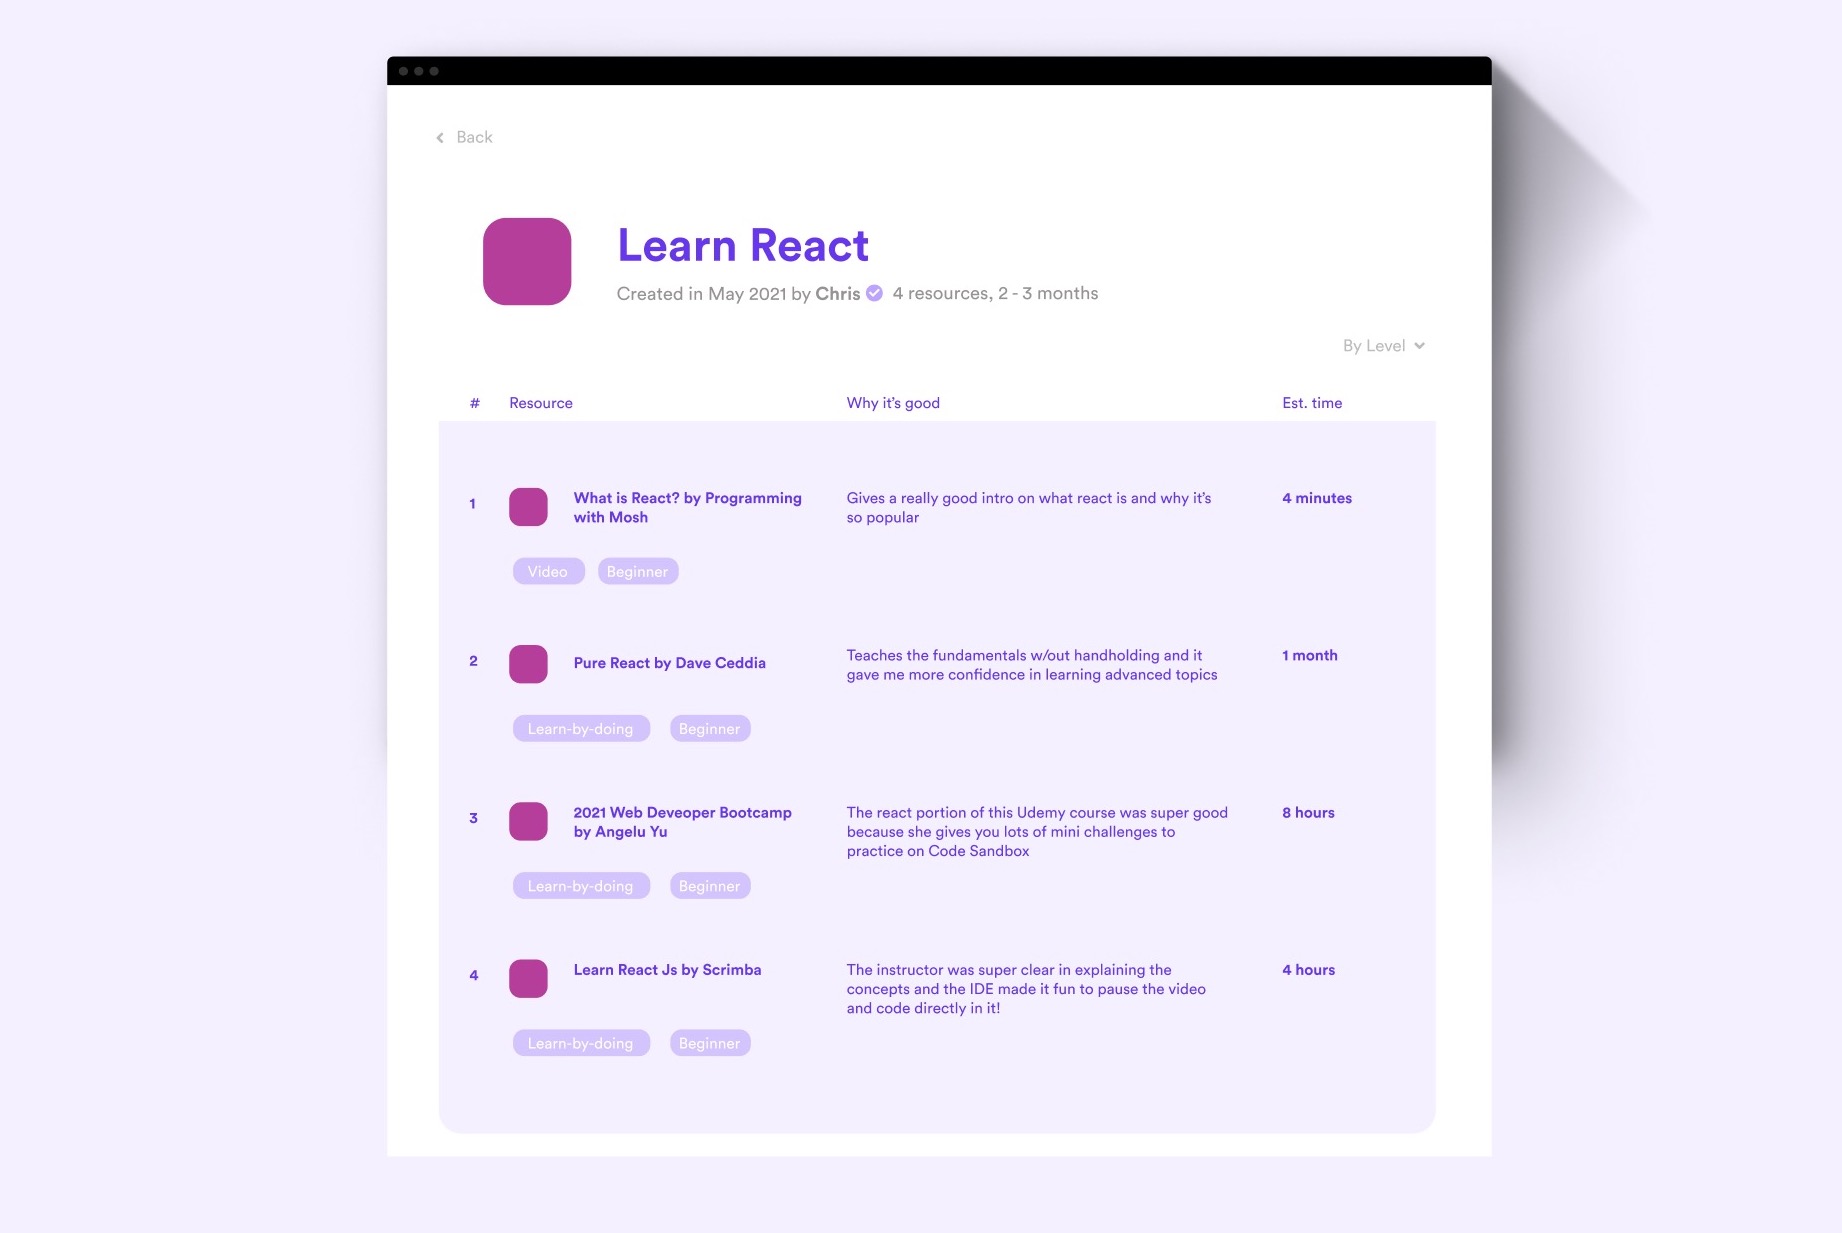 Back
Learn React
Created in May 2021 by Chris 4 resources, 2 - 3 months
By Level
# Resource Why it's good Est. time
1 What is React? by Programming Gives a really good intro on what react is and why it's 4 minutes
with Mosh so popular
Video Beginner
2 Pure React by Dave Ceddia Teaches the fundamentals w/out handholding and it 1 month
gave me more confidence in learning advanced topics
Learn-by-doing Beginner
3 2021 Web Deveoper Bootcamp The react portion of this Udemy course was super good 8 hours
by Angelu Yu because she gives you lots of mini challenges to
practice on Code Sandbox
Learn-by-doing Beginner
4 Learn React Js by Scrimba The instructor was super clear in explaining the 4 hours
concepts and the IDE made it fun to pause the video
and code directly in it!
Learn-by-doing Beginner